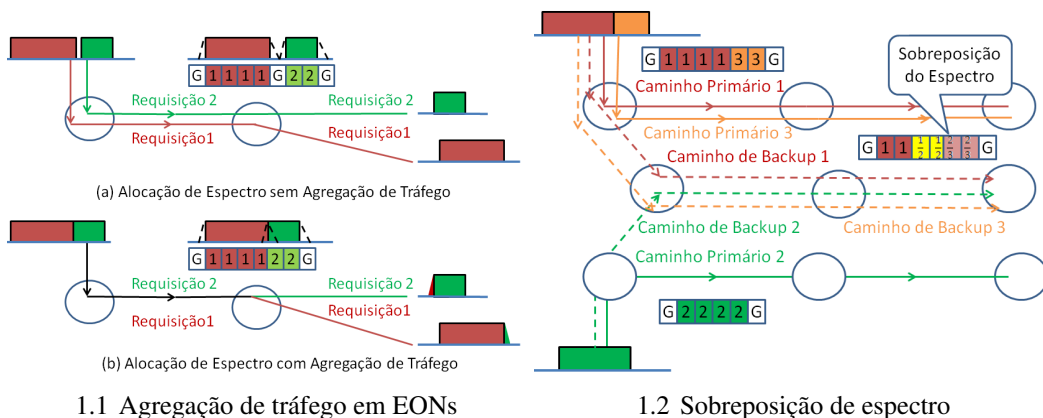 G 1 1 1 1 G 2 2 G
Requisição 2
Requisição 2
Requisição1
Requisição1
(a) Alocação de Espectro sem Agregação de Tráfego
G 1 1 1 1 2 2 G
Requisição 2
Requisição 2
Requisição1
Requisição1
(b) Alocação de Espectro com Agregação de Tráfego
1.1 Agregação de tráfego em EONs
G 1 1 1 1 3 3 G
Sobreposição
do Espectro
Caminho Primário 1
Caminho Primário 3
G 1 1 1/2 1/2 2/3 2/3 G
Caminho de Backup 1
Caminho de Backup 2
Caminho de Backup 3
Caminho Primário 2
G 2 2 2 2 G
1.2 Sobreposição de espectro